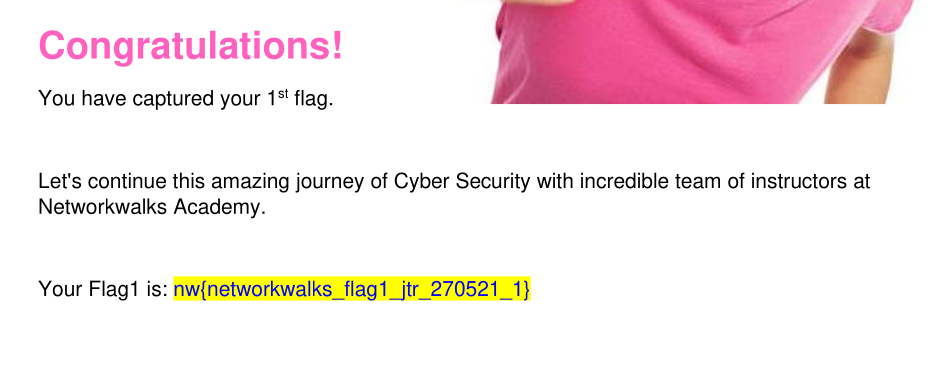 Congratulations!
You have captured your 1st flag.
Let's continue this amazing journey of Cyber Security with incredible team of instructors at
Networkwalks Academy.
Your Flag1 is: nw{networkwalks_flag1_jtr_270521_1}